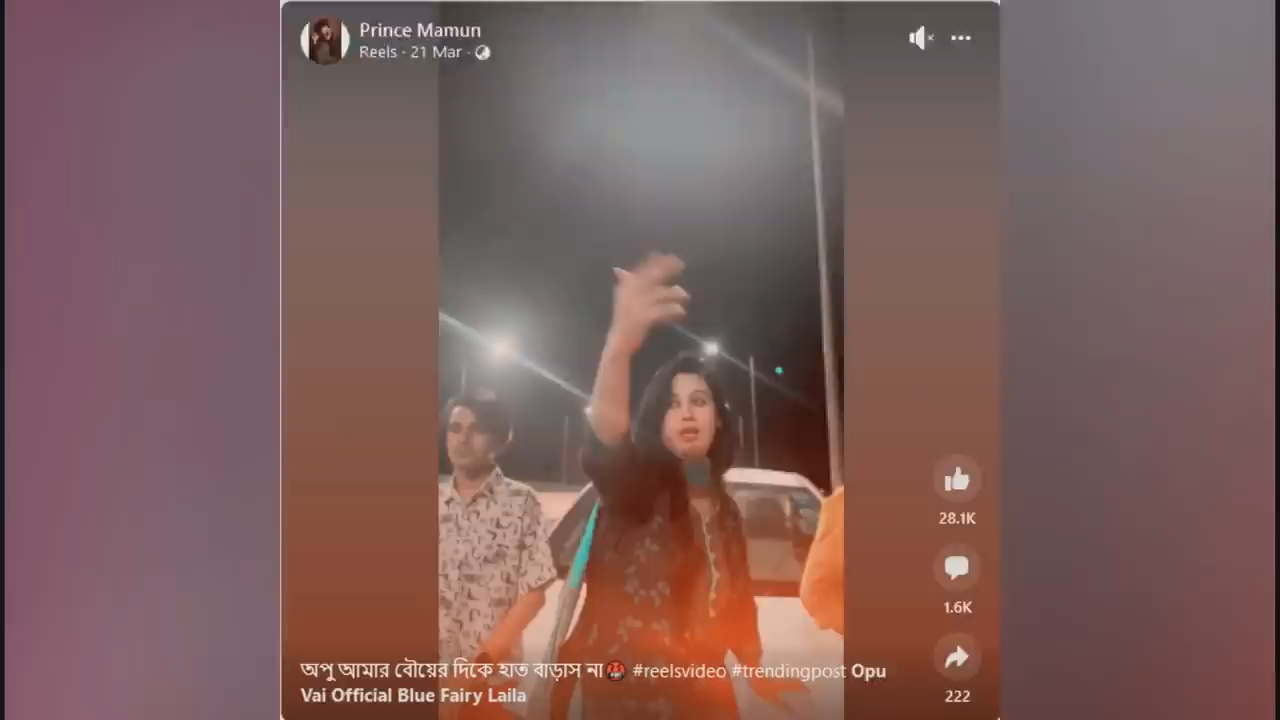 Prince Mamun
Reels · 21 Mar ·
28.1K
1.6K
222
অপু আমার বৌয়ের দিকে হাত বাড়াস না🤬 #reelsvideo #trendingpost Opu
Vai Official Blue Fairy Laila